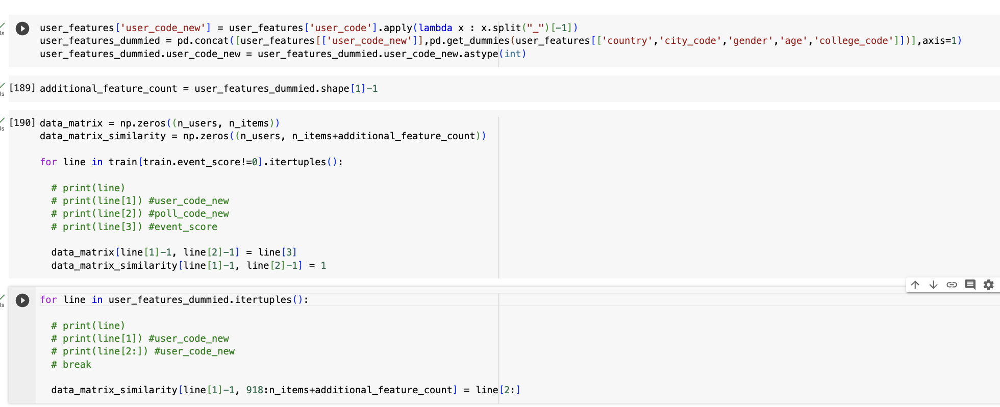 user_features['user_code_new'] = user_features['user_code'].apply(lambda x : x.split("_")[-1])
user_features_dummied = pd.concat([user_features[['user_code_new']],pd.get_dummies(user_features[['country','city_code','gender','age','college_code']])],axis=1)
user_features_dummied.user_code_new = user_features_dummied.user_code_new.astype(int)
[189] additional_feature_count = user_features_dummied.shape[1]-1
[190] data_matrix = np.zeros((n_users, n_items))
data_matrix_similarity = np.zeros((n_users, n_items+additional_feature_count))
for line in train[train.event_score!=0].itertuples():
# print(line)
# print(line[1]) #user_code_new
# print(line[2]) #poll_code_new
# print(line[3]) #event_score
data_matrix[line[1]-1, line[2]-1] = line[3]
data_matrix_similarity[line[1]-1, line[2]-1] = 1
for line in user_features_dummied.itertuples():
# print(line)
# print(line[1]) #user_code_new
# print(line[2:]) #user_code_new
# break
data_matrix_similarity[line[1]-1, 918:n_items+additional_feature_count] = line[2:]